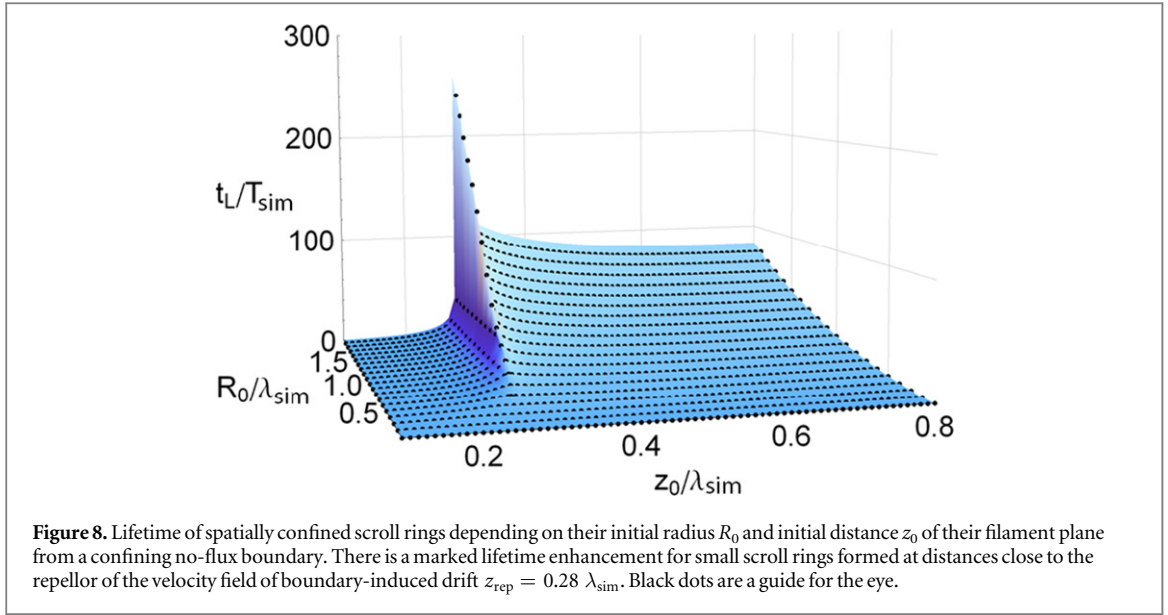 300
200
t_L/T_sim
100
0
1.5
R_0/λ_sim 1.0
0.5
0.2
0.4
0.6
0.8
z_0/λ_sim
Figure 8. Lifetime of spatially confined scroll rings depending on their initial radius R_0 and initial distance z_0 of their filament plane
from a confining no-flux boundary. There is a marked lifetime enhancement for small scroll rings formed at distances close to the
repellor of the velocity field of boundary-induced drift z_rep = 0.28 λ_sim. Black dots are a guide for the eye.